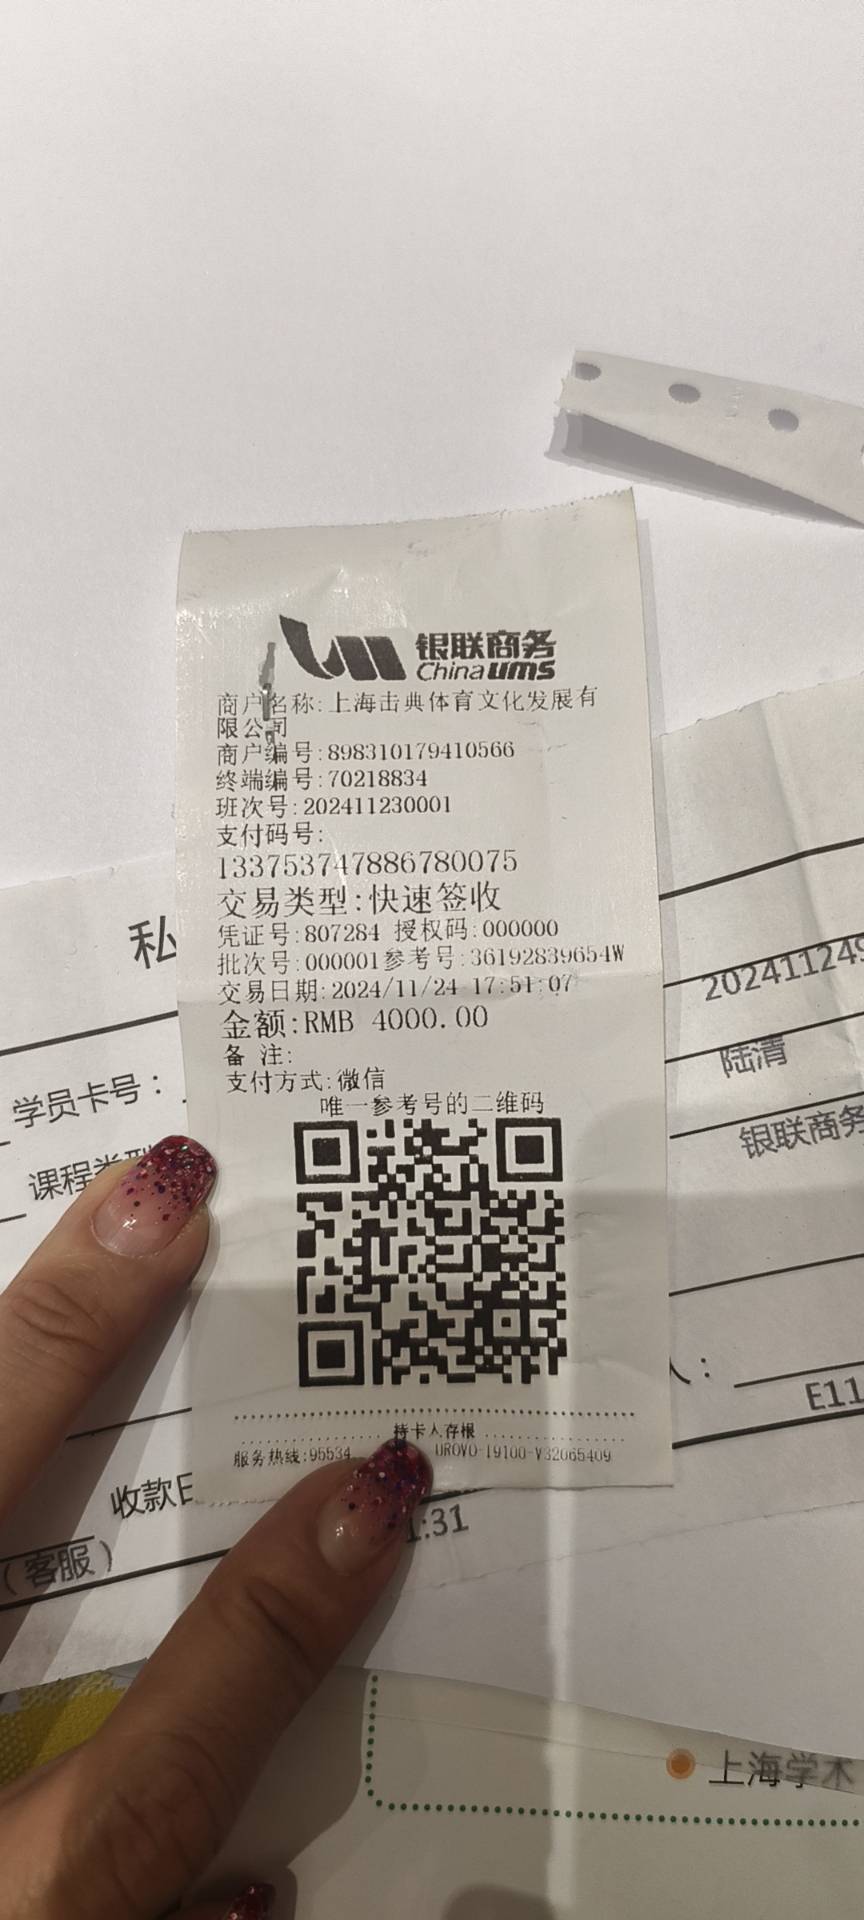 银联商务
China ums
商户名称:上海击典体育文化发展有
限公司
商户编号:898310179410566
终端编号:70218834
班次号:202411230001
支付码号:
133753747886780075
交易类型:快速签收
凭证号:807284 授权码:000000
批次号:000001参考号:36192839654W
交易日期:2024/11/24 17:51:07
金额:RMB 4000.00
备 注:
支付方式:微信
唯一参考号的二维码
持卡人存根
服务热线:95534 UROVO-I9100-V32065409
私
202411249
学员卡号：
陆清
课程类型
银联商务
人：
E11
收款日
1:31
（客服）
上海学术